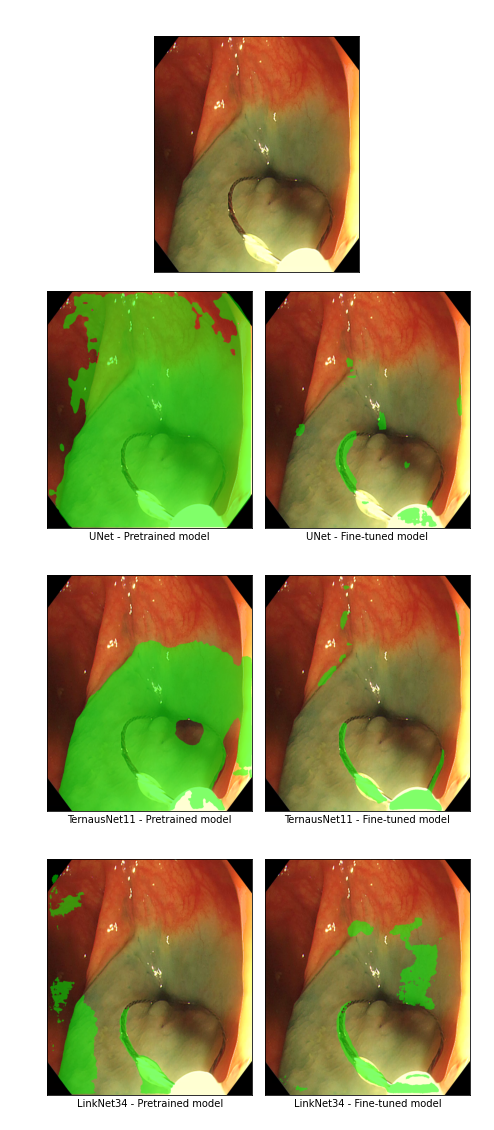 UNet - Pretrained model
UNet - Fine-tuned model
TernausNet11 - Pretrained model
TernausNet11 - Fine-tuned model
LinkNet34 - Pretrained model
LinkNet34 - Fine-tuned model